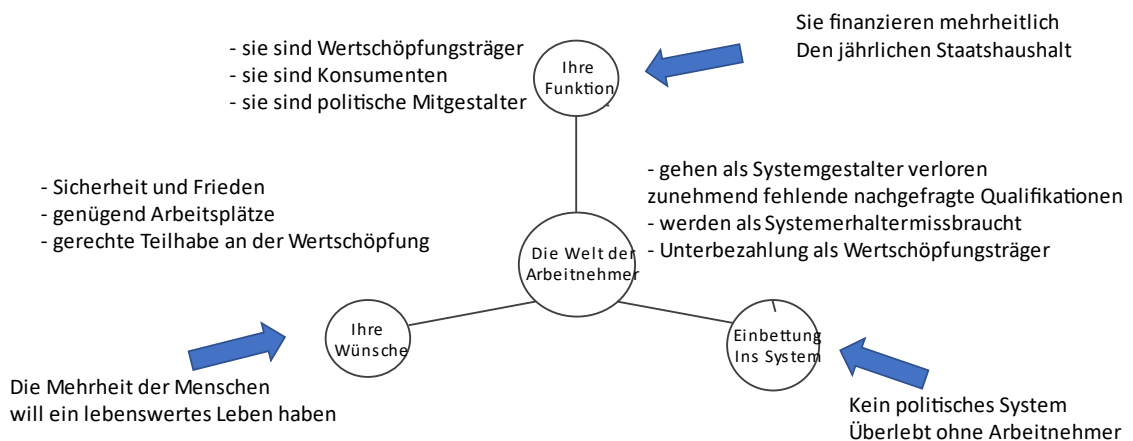 Sie finanzieren mehrheitlich
Den jährlichen Staatshaushalt
- sie sind Wertschöpfungsträger
- sie sind Konsumenten
- sie sind politische Mitgestalter
Ihre
Funktion
- Sicherheit und Frieden
- genügend Arbeitsplätze
- gerechte Teilhabe an der Wertschöpfung
- gehen als Systemgestalter verloren
zunehmend fehlende nachgefragte Qualifikationen
- werden als Systemerhaltermissbraucht
- Unterbezahlung als Wertschöpfungsträger
Die Welt der
Arbeitnehmer
Ihre
Wünsche
Einbettung
Ins System
Die Mehrheit der Menschen
will ein lebenswertes Leben haben
Kein politisches System
Überlebt ohne Arbeitnehmer